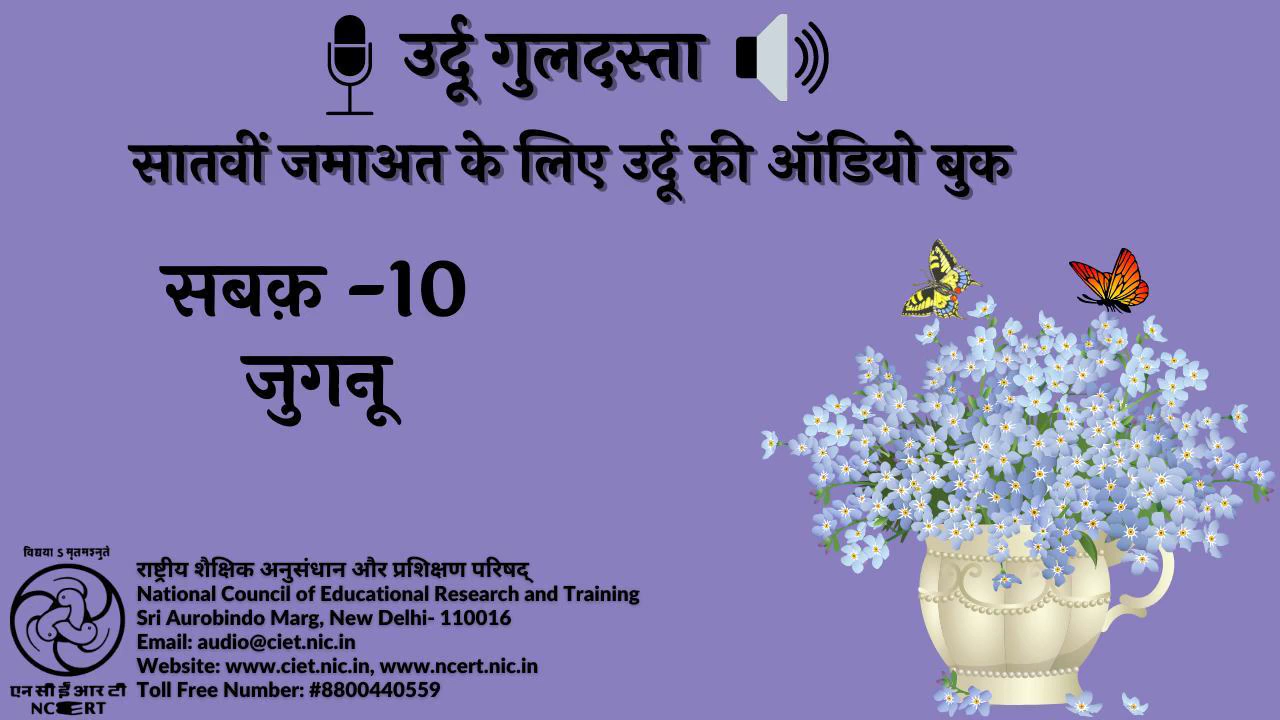 उर्दू गुलदस्ता
सातवीं जमाअत के लिए उर्दू की ऑडियो बुक
सबक़ -10
जुगनू
विद्यया ऽ मृतमश्नुते
एन सी ई आर टी
NCERT
राष्ट्रीय शैक्षिक अनुसंधान और प्रशिक्षण परिषद्
National Council of Educational Research and Training
Sri Aurobindo Marg, New Delhi- 110016
Email: audio@ciet.nic.in
Website: www.ciet.nic.in, www.ncert.nic.in
Toll Free Number: #8800440559